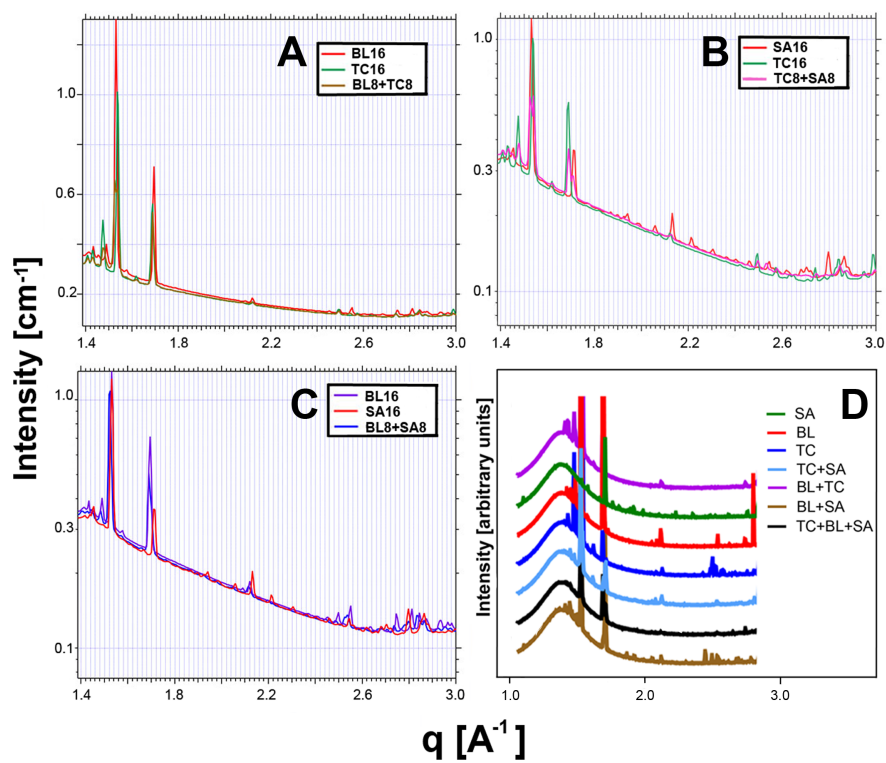 A
BL16
TC16
BL8+TC8
1.0
0.6
0.2
1.4
1.8
2.2
2.6
3.0
B
SA16
TC16
TC8+SA8
1.0
0.3
0.1
1.4
1.8
2.2
2.6
3.0
C
BL16
SA16
BL8+SA8
1.0
0.3
0.1
1.4
1.8
2.2
2.6
3.0
D
SA
BL
TC
TC+SA
BL+TC
BL+SA
TC+BL+SA
Intensity [arbitrary units]
1.0
2.0
3.0
Intensity [cm-1]
q [A-1]